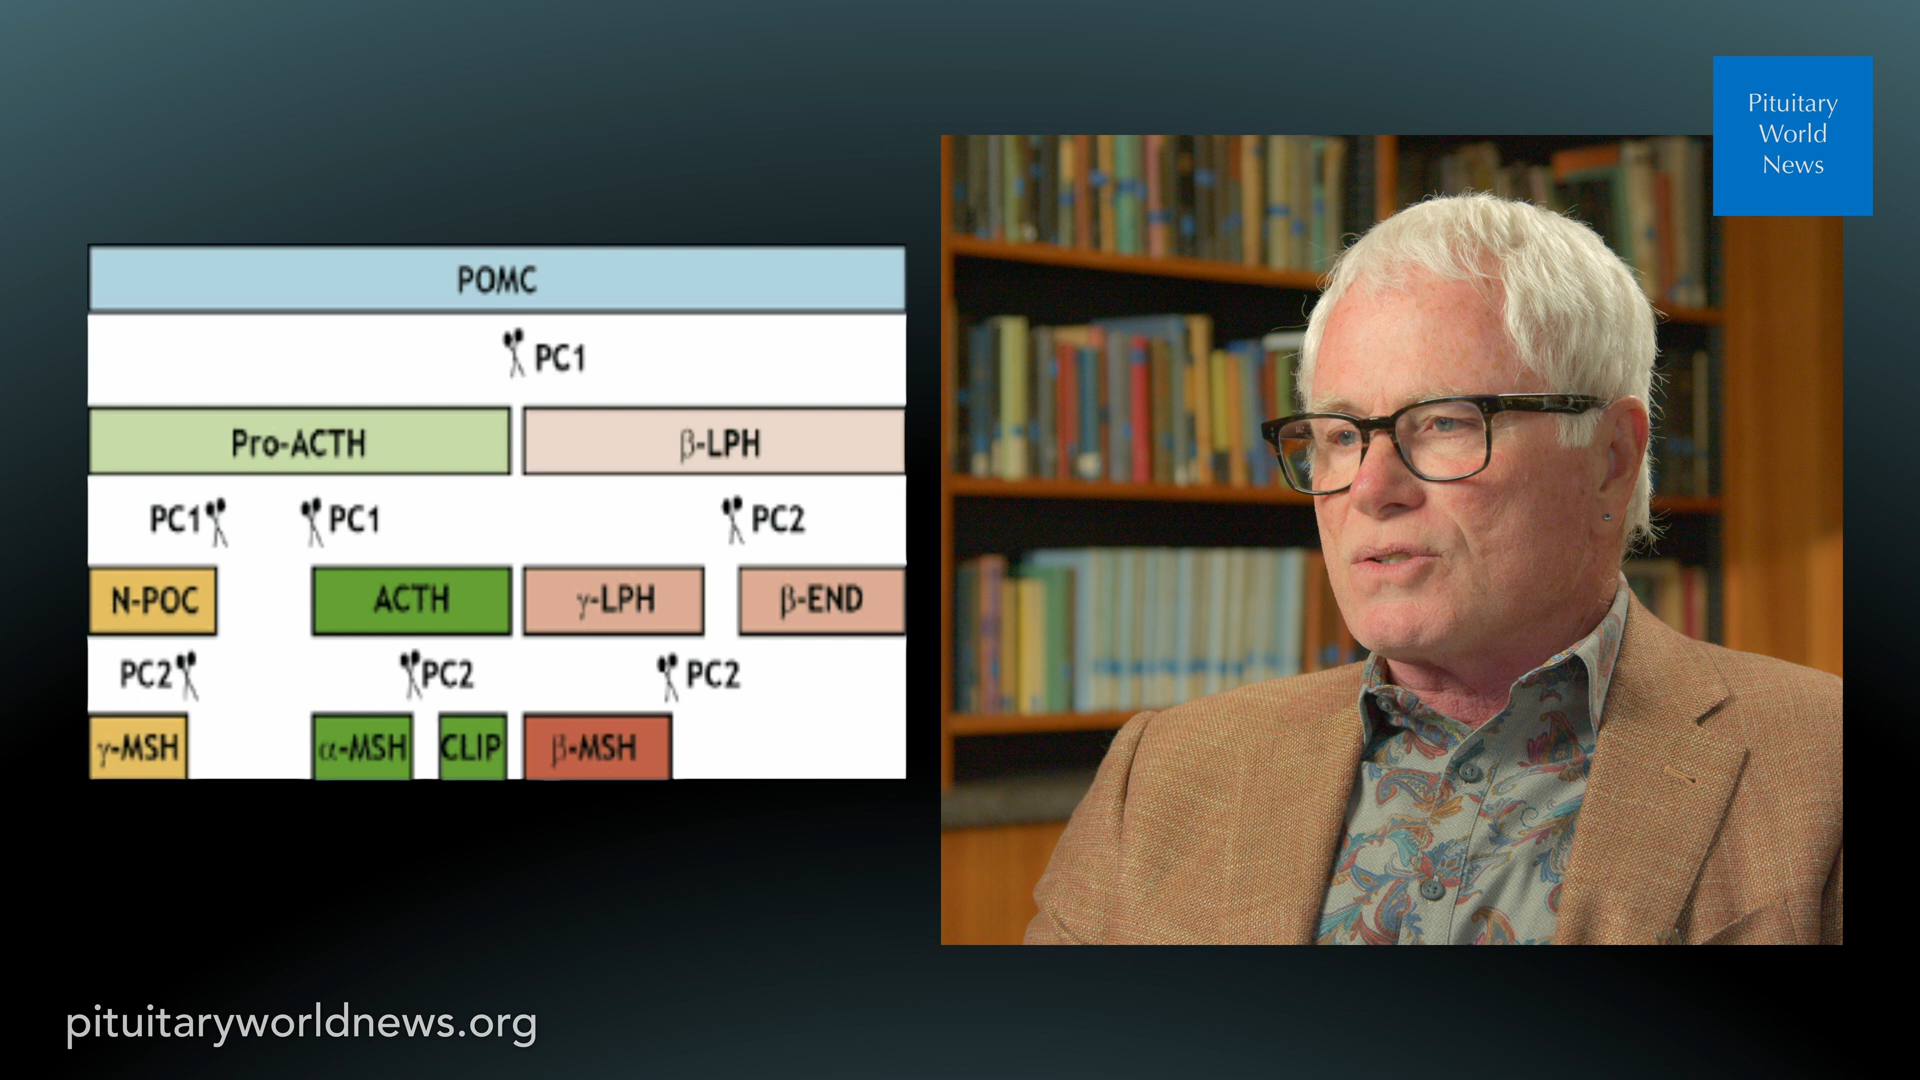 Pituitary
World
News
POMC
PC1
Pro-ACTH
β-LPH
PC1
PC1
PC2
N-POC
ACTH
γ-LPH
β-END
PC2
PC2
PC2
γ-MSH
α-MSH
CLIP
β-MSH
pituitaryworldnews.org